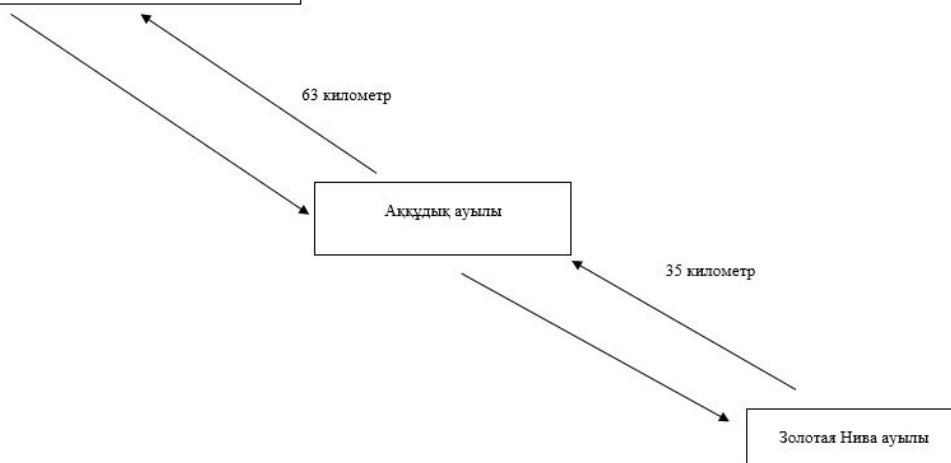 63 километр
Аққұдық ауылы
35 километр
Золотая Нива ауылы